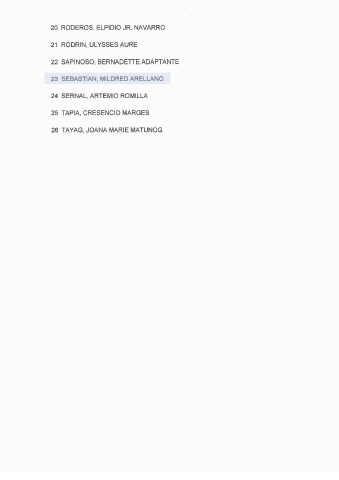 20 RODEROS, ELPIDIO JR. NAVARRO
21 RODRIN, ULYSSES AURE
22 SAPINOSO, BERNADETTE ADAPTANTE
23 SEBASTIAN, MILDRED ARELLANO
24 SERNAL, ARTEMIO ROMILLA
25 TAPIA, CRESENCIO MARGES
26 TAYAG, JOANA MARIE MATUNOG